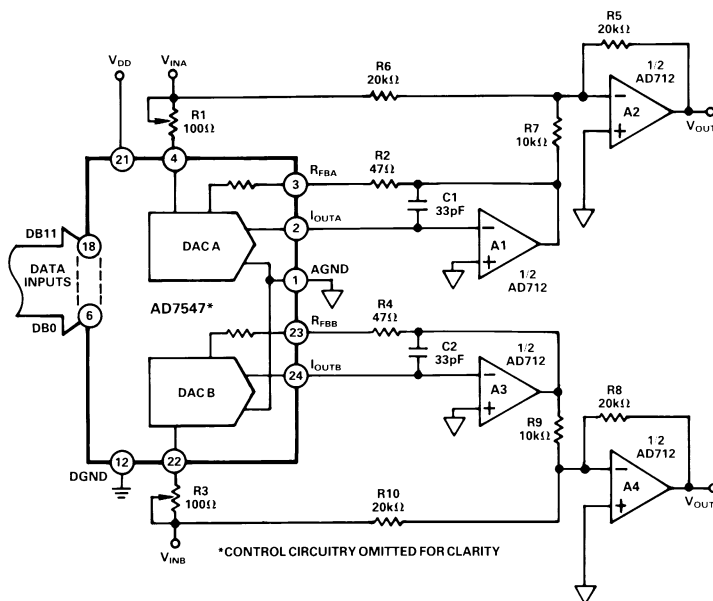 R5
20kΩ
VDD
VINA
R6
20kΩ
1/2
AD712
R1
100Ω
A2
VOUT
R7
10kΩ
21
4
RFBA
R2
47Ω
3
C1
33pF
IOUTA
2
DB11
18
DAC A
A1
1/2
AD712
AGND
1
DATA
INPUTS
AD7547*
6
DB0
RFBB
23
R4
47Ω
C2
33pF
1/2
AD712
IOUTB
24
A3
DAC B
R9
10kΩ
R8
20kΩ
1/2
AD712
DGND
12
22
A4
VOUT
R3
100Ω
R10
20kΩ
VINB
*CONTROL CIRCUITRY OMITTED FOR CLARITY